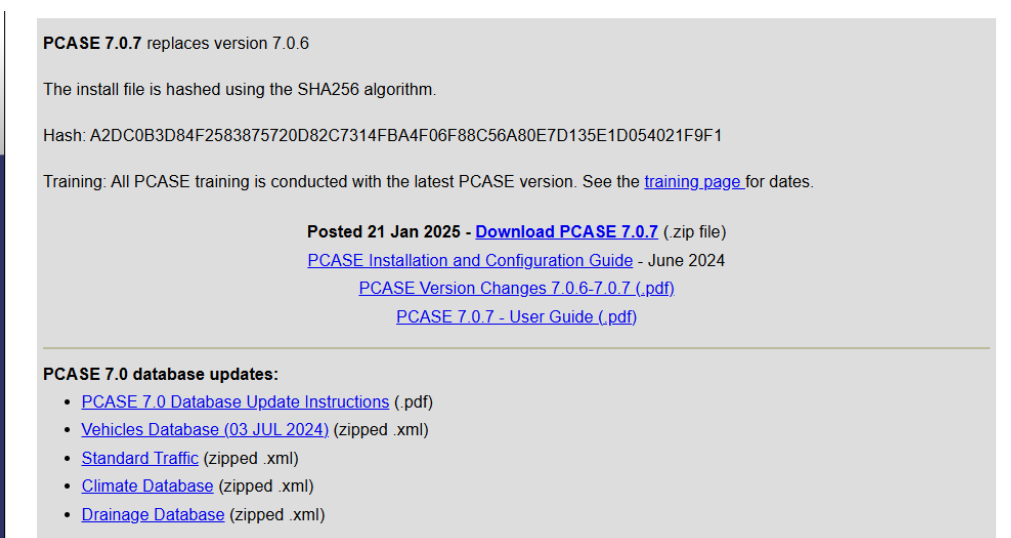 PCASE 7.0.7 replaces version 7.0.6
The install file is hashed using the SHA256 algorithm.
Hash: A2DC0B3D84F2583875720D82C7314FBA4F06F88C56A80E7D135E1D054021F9F1
Training: All PCASE training is conducted with the latest PCASE version. See the training page for dates.
Posted 21 Jan 2025 - Download PCASE 7.0.7 (.zip file)
PCASE Installation and Configuration Guide - June 2024
PCASE Version Changes 7.0.6-7.0.7 (.pdf)
PCASE 7.0.7 - User Guide (.pdf)
PCASE 7.0 database updates:
• PCASE 7.0 Database Update Instructions (.pdf)
• Vehicles Database (03 JUL 2024) (zipped .xml)
• Standard Traffic (zipped .xml)
• Climate Database (zipped .xml)
• Drainage Database (zipped .xml)